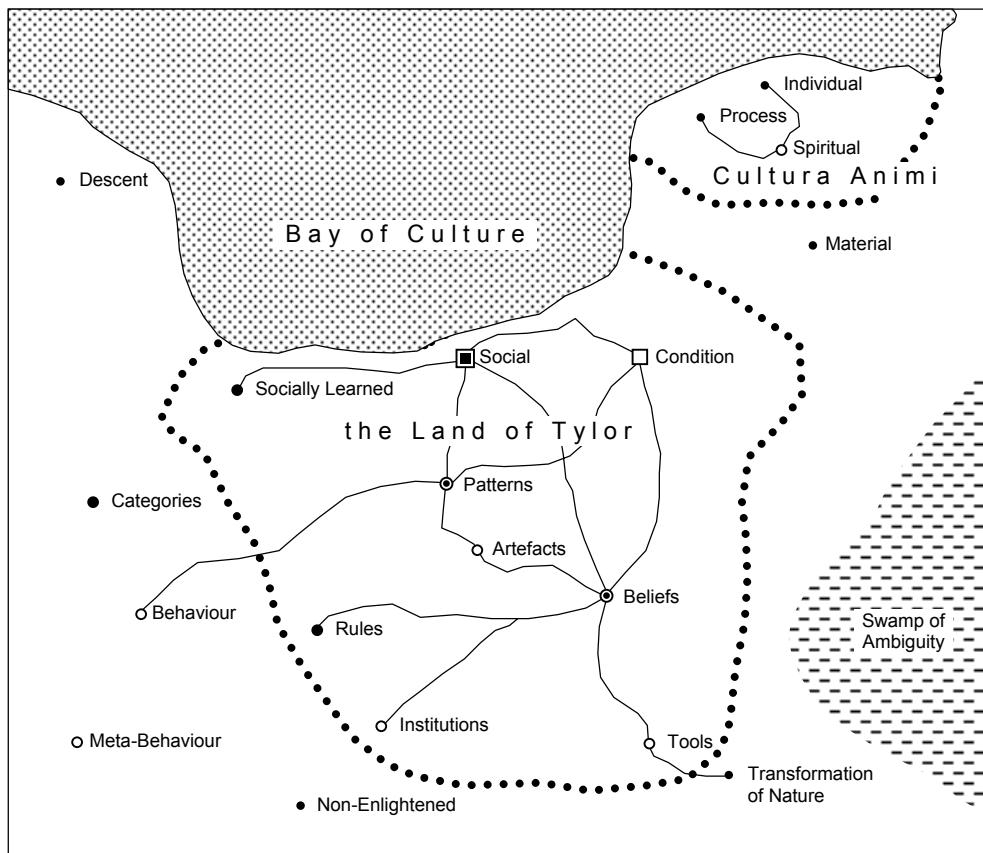 Individual
Process
Spiritual
Cultura Animi
Descent
Bay of Culture
Material
Social
Condition
Socially Learned
the Land of Tylor
Patterns
Categories
Artefacts
Beliefs
Behaviour
Rules
Swamp of
Ambiguity
Institutions
Meta-Behaviour
Tools
Transformation
of Nature
Non-Enlightened